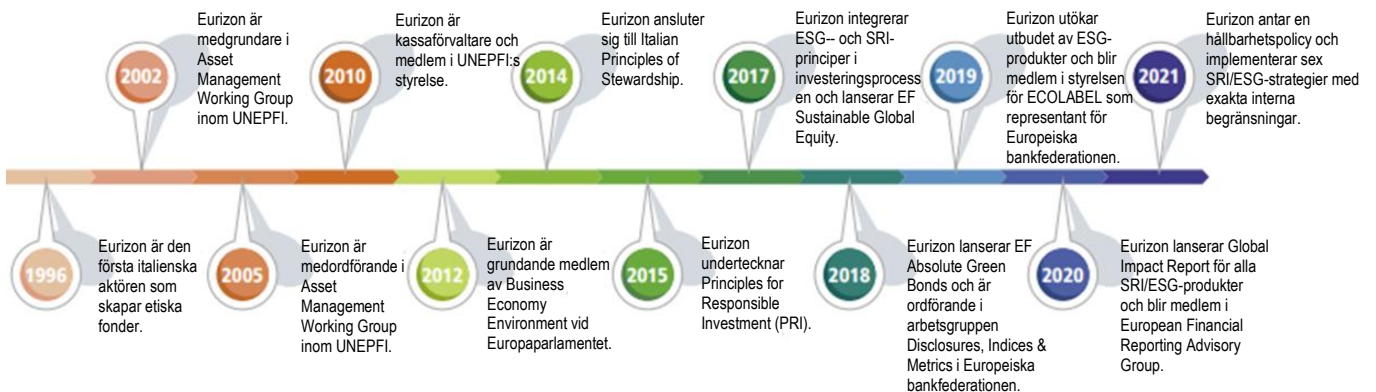 2002
Eurizon är
medgrundare i
Asset
Management
Working Group
inom UNEPFI.
2010
Eurizon är
kassaförvaltare och
medlem i UNEPFI:s
styrelse.
2014
Eurizon ansluter
sig till Italian
Principles of
Stewardship.
2017
Eurizon integrerar
ESG-- och SRI-
principer i
investeringsprocess
en och lanserar EF
Sustainable Global
Equity.
2019
Eurizon utökar
utbudet av ESG-
produkter och blir
medlem i styrelsen
för ECOLABEL som
representant för
Europeiska
bankfederationen.
2021
Eurizon antar en
hållbarhetspolicy och
implementerar sex
SRI/ESG-strategier med
exakta interna
begränsningar.
1996
Eurizon är den
första italienska
aktören som
skapar etiska
fonder.
2005
Eurizon är
medordförande i
Asset
Management
Working Group
inom UNEPFI.
2012
Eurizon är
grundande medlem
av Business
Economy
Environment vid
Europaparlamentet.
2015
Eurizon
undertecknar
Principles for
Responsible
Investment (PRI).
2018
Eurizon lanserar EF
Absolute Green
Bonds och är
ordförande i
arbetsgruppen
Disclosures, Indices &
Metrics i Europeiska
bankfederationen.
2020
Eurizon lanserar Global
Impact Report för alla
SRI/ESG-produkter
och blir medlem i
European Financial
Reporting Advisory
Group.